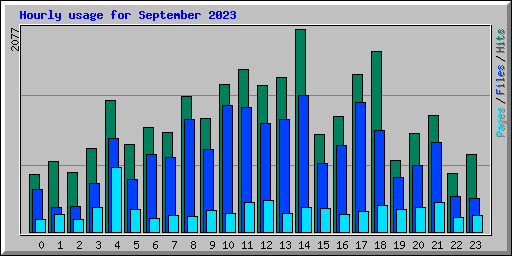 Hourly usage for September 2023
2077
Pages/Files/Hits
0 1 2 3 4 5 6 7 8 9 10 11 12 13 14 15 16 17 18 19 20 21 22 23